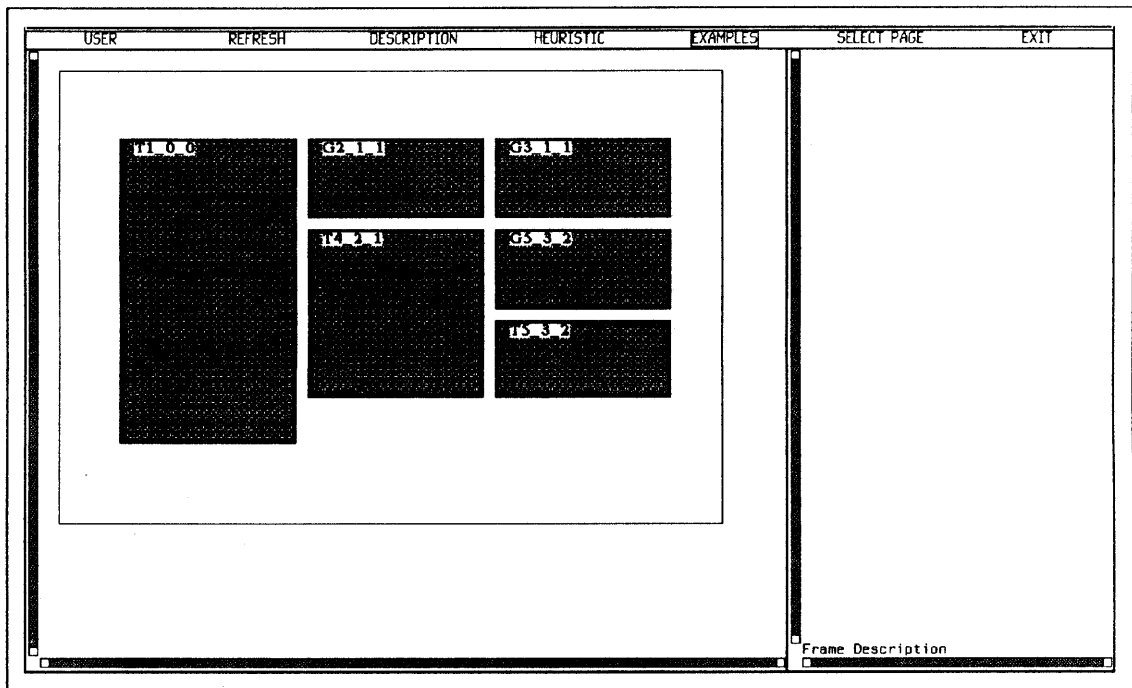 USER REFRESH DESCRIPTION HEURISTIC EXAMPLES SELECT PAGE EXIT
T1_0_0 G2_1_1 G3_1_1
T4_2_1 G5_3_2
T5_3_2
Frame Description